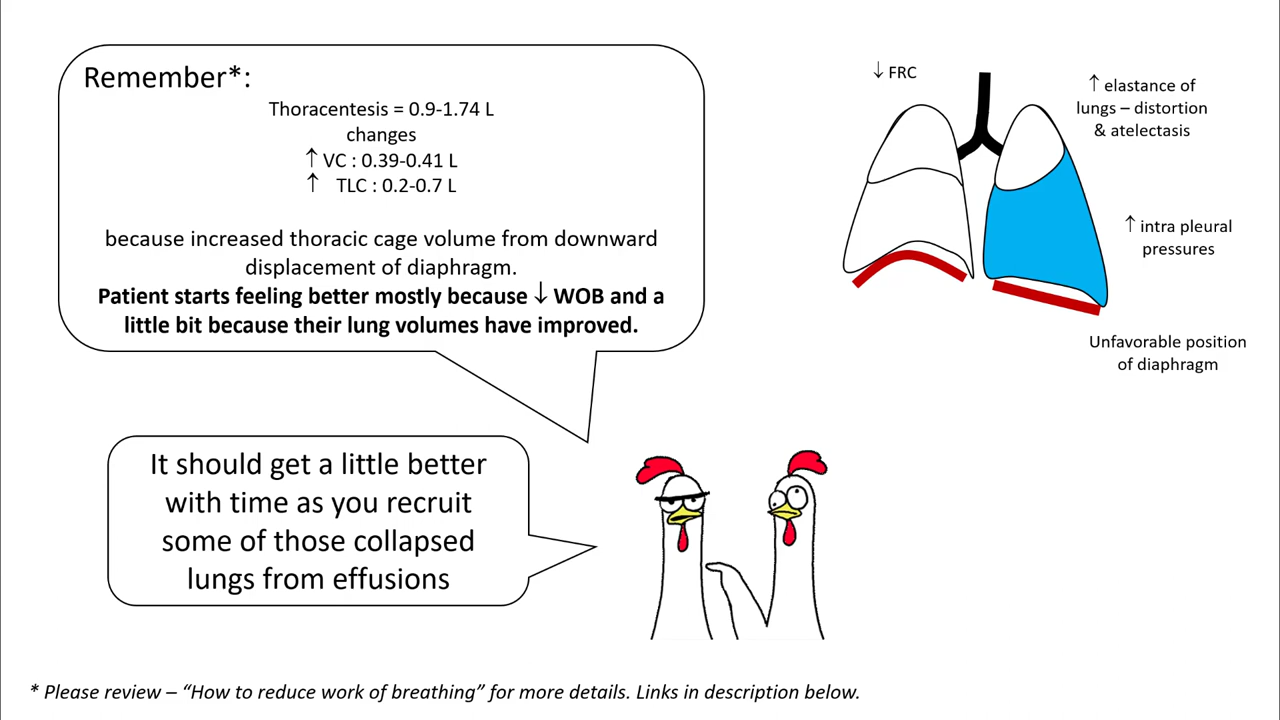 Remember*:
Thoracentesis = 0.9-1.74 L
changes
↑ VC : 0.39-0.41 L
↑ TLC : 0.2-0.7 L
because increased thoracic cage volume from downward
displacement of diaphragm.
Patient starts feeling better mostly because ↓ WOB and a
little bit because their lung volumes have improved.
↓ FRC
↑ elastance of
lungs – distortion
& atelectasis
↑ intra pleural
pressures
Unfavorable position
of diaphragm
It should get a little better
with time as you recruit
some of those collapsed
lungs from effusions
* Please review – “How to reduce work of breathing” for more details. Links in description below.